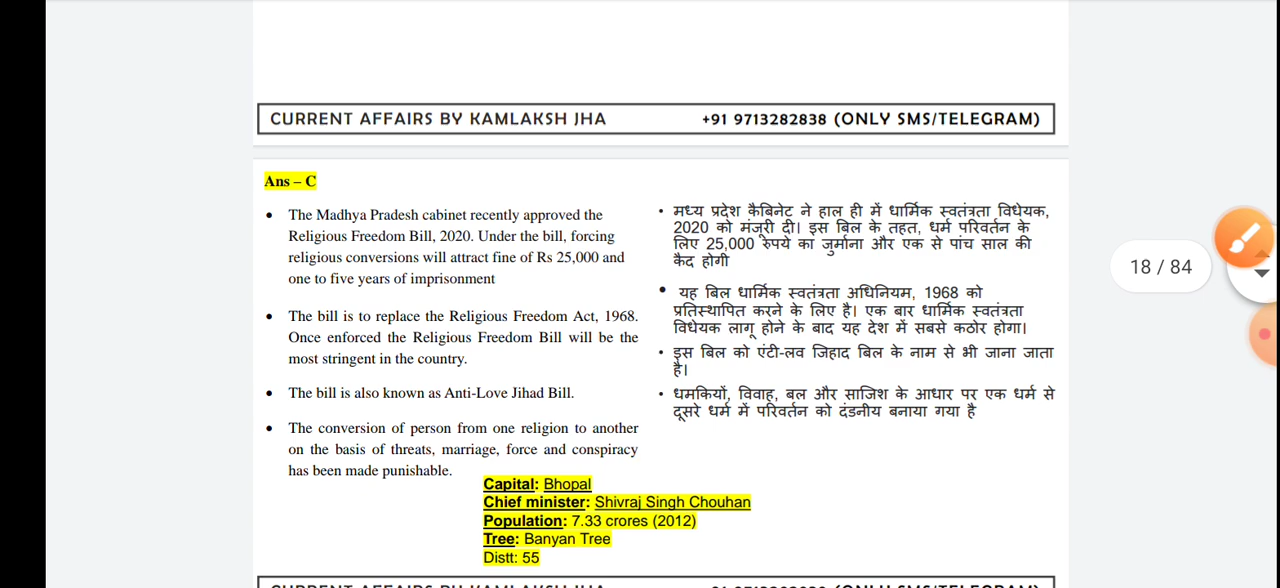 CURRENT AFFAIRS BY KAMLAKSH JHA +91 9713282838 (ONLY SMS/TELEGRAM)
Ans – C
• The Madhya Pradesh cabinet recently approved the
Religious Freedom Bill, 2020. Under the bill, forcing
religious conversions will attract fine of Rs 25,000 and
one to five years of imprisonment
• The bill is to replace the Religious Freedom Act, 1968.
Once enforced the Religious Freedom Bill will be the
most stringent in the country.
• The bill is also known as Anti-Love Jihad Bill.
• The conversion of person from one religion to another
on the basis of threats, marriage, force and conspiracy
has been made punishable.
• मध्य प्रदेश कैबिनेट ने हाल ही में धार्मिक स्वतंत्रता विधेयक,
2020 को मंजूरी दी। इस बिल के तहत, धर्म परिवर्तन के
लिए 25,000 रुपये का जुर्माना और एक से पांच साल की
कैद होगी
• यह बिल धार्मिक स्वतंत्रता अधिनियम, 1968 को
प्रतिस्थापित करने के लिए है। एक बार धार्मिक स्वतंत्रता
विधेयक लागू होने के बाद यह देश में सबसे कठोर होगा।
• इस बिल को एंटी-लव जिहाद बिल के नाम से भी जाना जाता
है।
• धमकियों, विवाह, बल और साजिश के आधार पर एक धर्म से
दूसरे धर्म में परिवर्तन को दंडनीय बनाया गया है
Capital: Bhopal
Chief minister: Shivraj Singh Chouhan
Population: 7.33 crores (2012)
Tree: Banyan Tree
Distt: 55
18 / 84